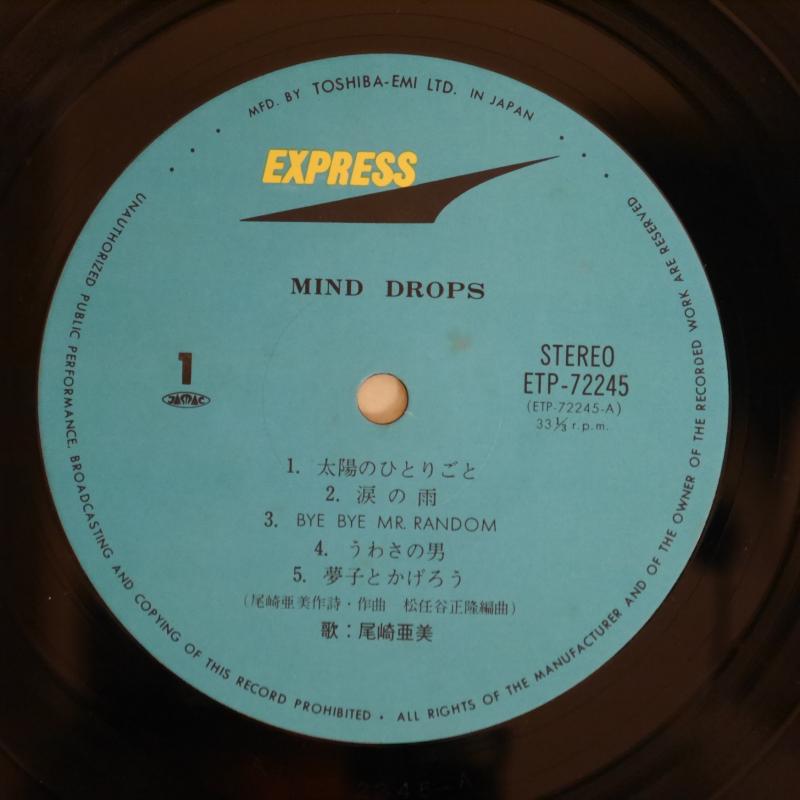 MFD. BY TOSHIBA-EMI LTD. IN JAPAN
EXPRESS
MIND DROPS
1
JASRAC
STEREO
ETP-72245
(ETP-72245-A)
33⅓ r.p.m.
1. 太陽のひとりごと
2. 涙の雨
3. BYE BYE MR. RANDOM
4. うわさの男
5. 夢子とかげろう
(尾崎亜美作詩・作曲 松任谷正隆編曲)
歌:尾崎亜美
UNAUTHORIZED PUBLIC PERFORMANCE, BROADCASTING AND COPYING OF THIS RECORD PROHIBITED • ALL RIGHTS OF THE MANUFACTURER AND OF THE OWNER OF THE RECORDED WORK ARE RESERVED